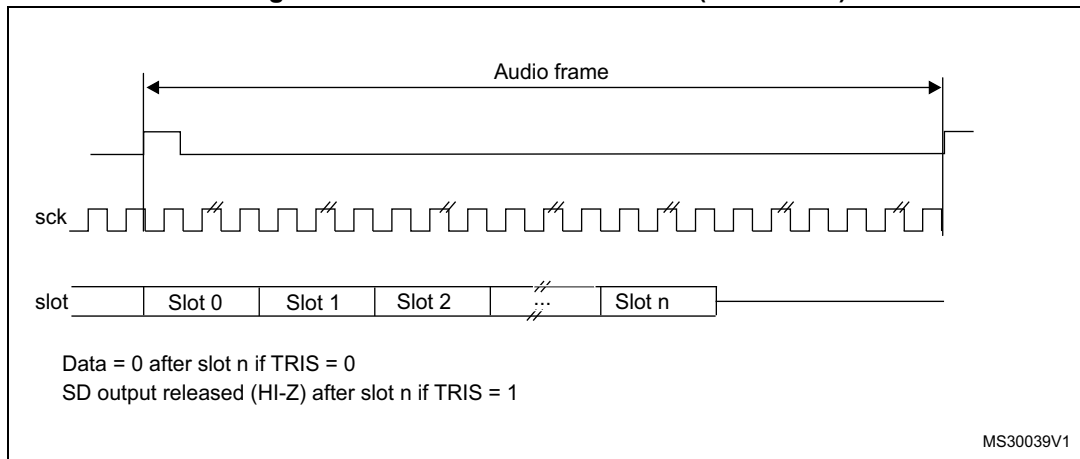 Audio frame
sck
slot Slot 0 Slot 1 Slot 2 ... Slot n
Data = 0 after slot n if TRIS = 0
SD output released (HI-Z) after slot n if TRIS = 1
MS30039V1